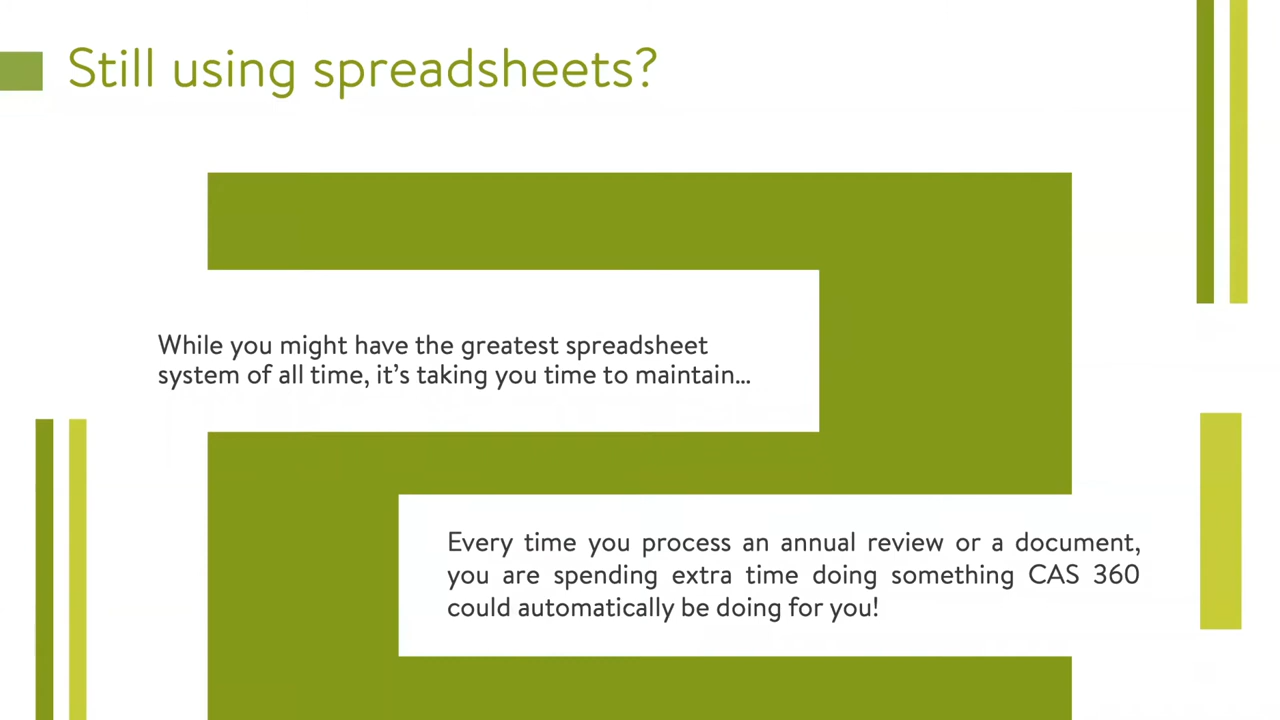 Still using spreadsheets?
While you might have the greatest spreadsheet
system of all time, it’s taking you time to maintain…
Every time you process an annual review or a document,
you are spending extra time doing something CAS 360
could automatically be doing for you!